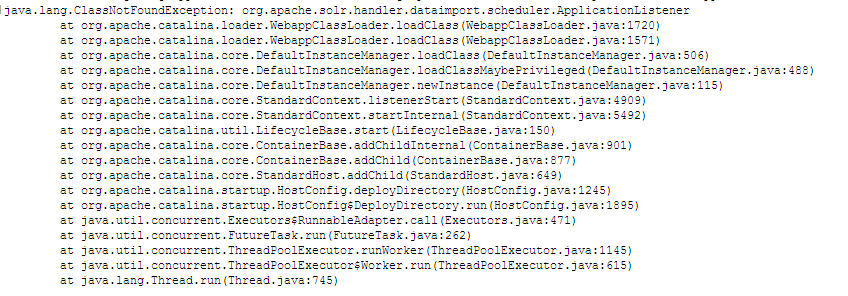 java.lang.ClassNotFoundException: org.apache.solr.handler.dataimport.scheduler.ApplicationListener
at org.apache.catalina.loader.WebappClassLoader.loadClass(WebappClassLoader.java:1720)
at org.apache.catalina.loader.WebappClassLoader.loadClass(WebappClassLoader.java:1571)
at org.apache.catalina.core.DefaultInstanceManager.loadClass(DefaultInstanceManager.java:506)
at org.apache.catalina.core.DefaultInstanceManager.loadClassMaybePrivileged(DefaultInstanceManager.java:488)
at org.apache.catalina.core.DefaultInstanceManager.newInstance(DefaultInstanceManager.java:115)
at org.apache.catalina.core.StandardContext.listenerStart(StandardContext.java:4909)
at org.apache.catalina.core.StandardContext.startInternal(StandardContext.java:5492)
at org.apache.catalina.util.LifecycleBase.start(LifecycleBase.java:150)
at org.apache.catalina.core.ContainerBase.addChildInternal(ContainerBase.java:901)
at org.apache.catalina.core.ContainerBase.addChild(ContainerBase.java:877)
at org.apache.catalina.core.StandardHost.addChild(StandardHost.java:649)
at org.apache.catalina.startup.HostConfig.deployDirectory(HostConfig.java:1245)
at org.apache.catalina.startup.HostConfig$DeployDirectory.run(HostConfig.java:1895)
at java.util.concurrent.Executors$RunnableAdapter.call(Executors.java:471)
at java.util.concurrent.FutureTask.run(FutureTask.java:262)
at java.util.concurrent.ThreadPoolExecutor.runWorker(ThreadPoolExecutor.java:1145)
at java.util.concurrent.ThreadPoolExecutor$Worker.run(ThreadPoolExecutor.java:615)
at java.lang.Thread.run(Thread.java:745)